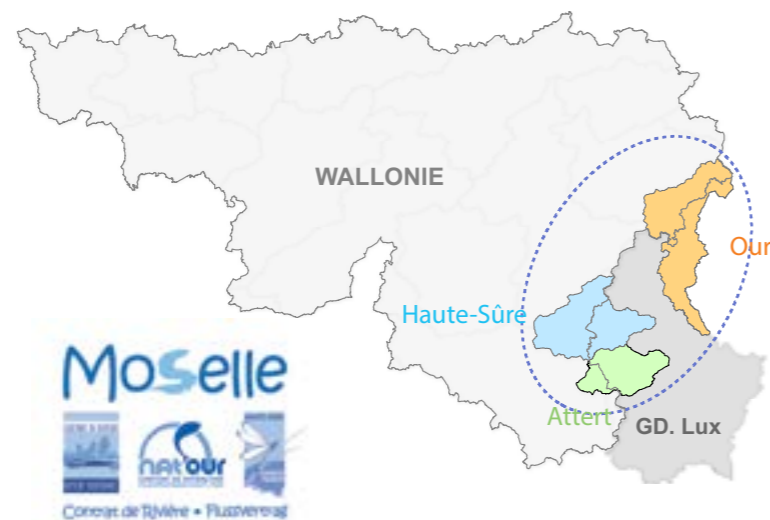 WALLONIE
Our
Haute-Sûre
Attert
GD. Lux
Moselle
nat'our
Contrat de Rivière • Flussvertrag